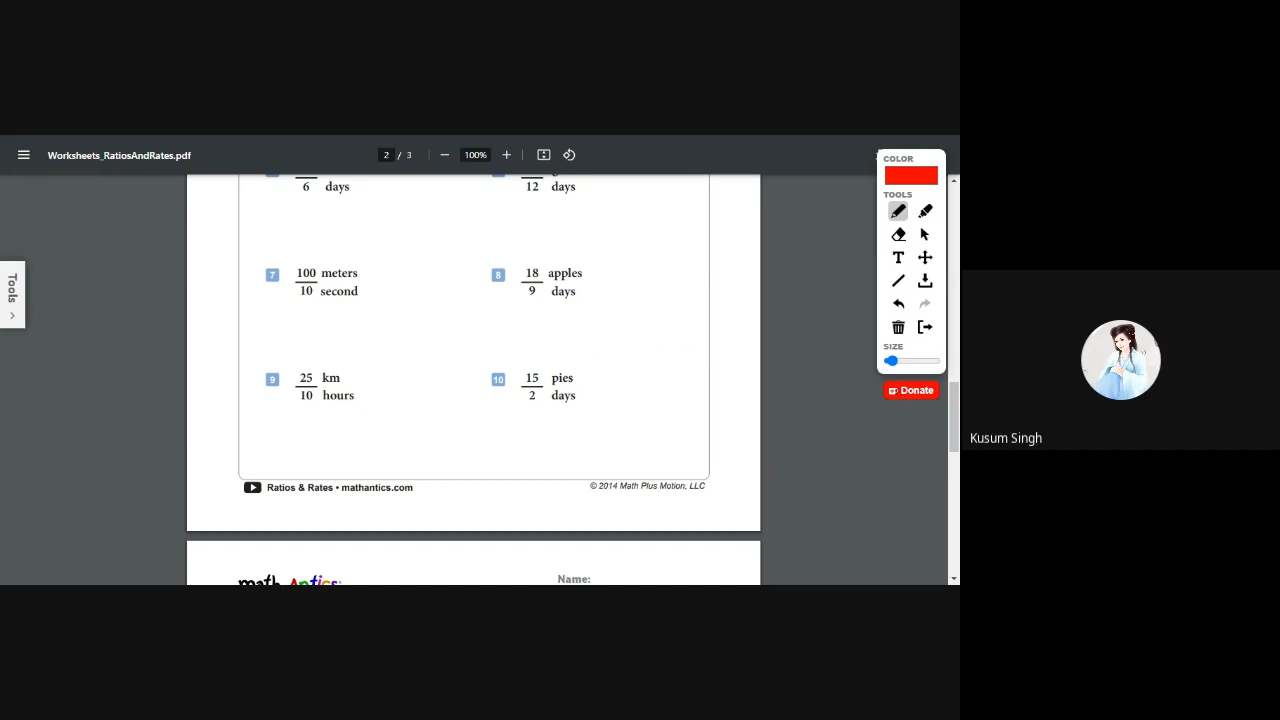 Worksheets_RatiosAndRates.pdf
2 / 3
100%
COLOR
TOOLS
SIZE
Donate
Tools
6 days
12 days
7 100 meters
10 second
8 18 apples
9 days
9 25 km
10 hours
10 15 pies
2 days
Ratios & Rates • mathantics.com
© 2014 Math Plus Motion, LLC
math Antics
Name:
Kusum Singh